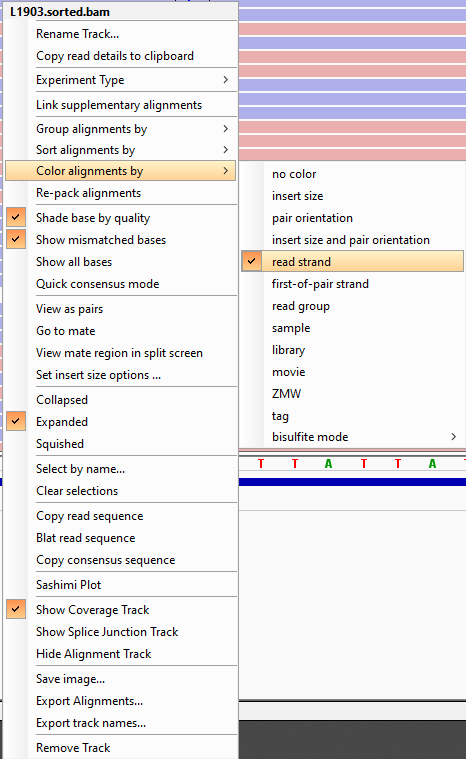 L1903.sorted.bam
Rename Track...
Copy read details to clipboard
Experiment Type
Link supplementary alignments
Group alignments by
Sort alignments by
Color alignments by
Re-pack alignments
Shade base by quality
Show mismatched bases
Show all bases
Quick consensus mode
View as pairs
Go to mate
View mate region in split screen
Set insert size options ...
Collapsed
Expanded
Squished
Select by name...
Clear selections
Copy read sequence
Blat read sequence
Copy consensus sequence
Sashimi Plot
Show Coverage Track
Show Splice Junction Track
Hide Alignment Track
Save image...
Export Alignments...
Export track names...
Remove Track
no color
insert size
pair orientation
insert size and pair orientation
read strand
first-of-pair strand
read group
sample
library
movie
ZMW
tag
bisulfite mode
T T A T T A